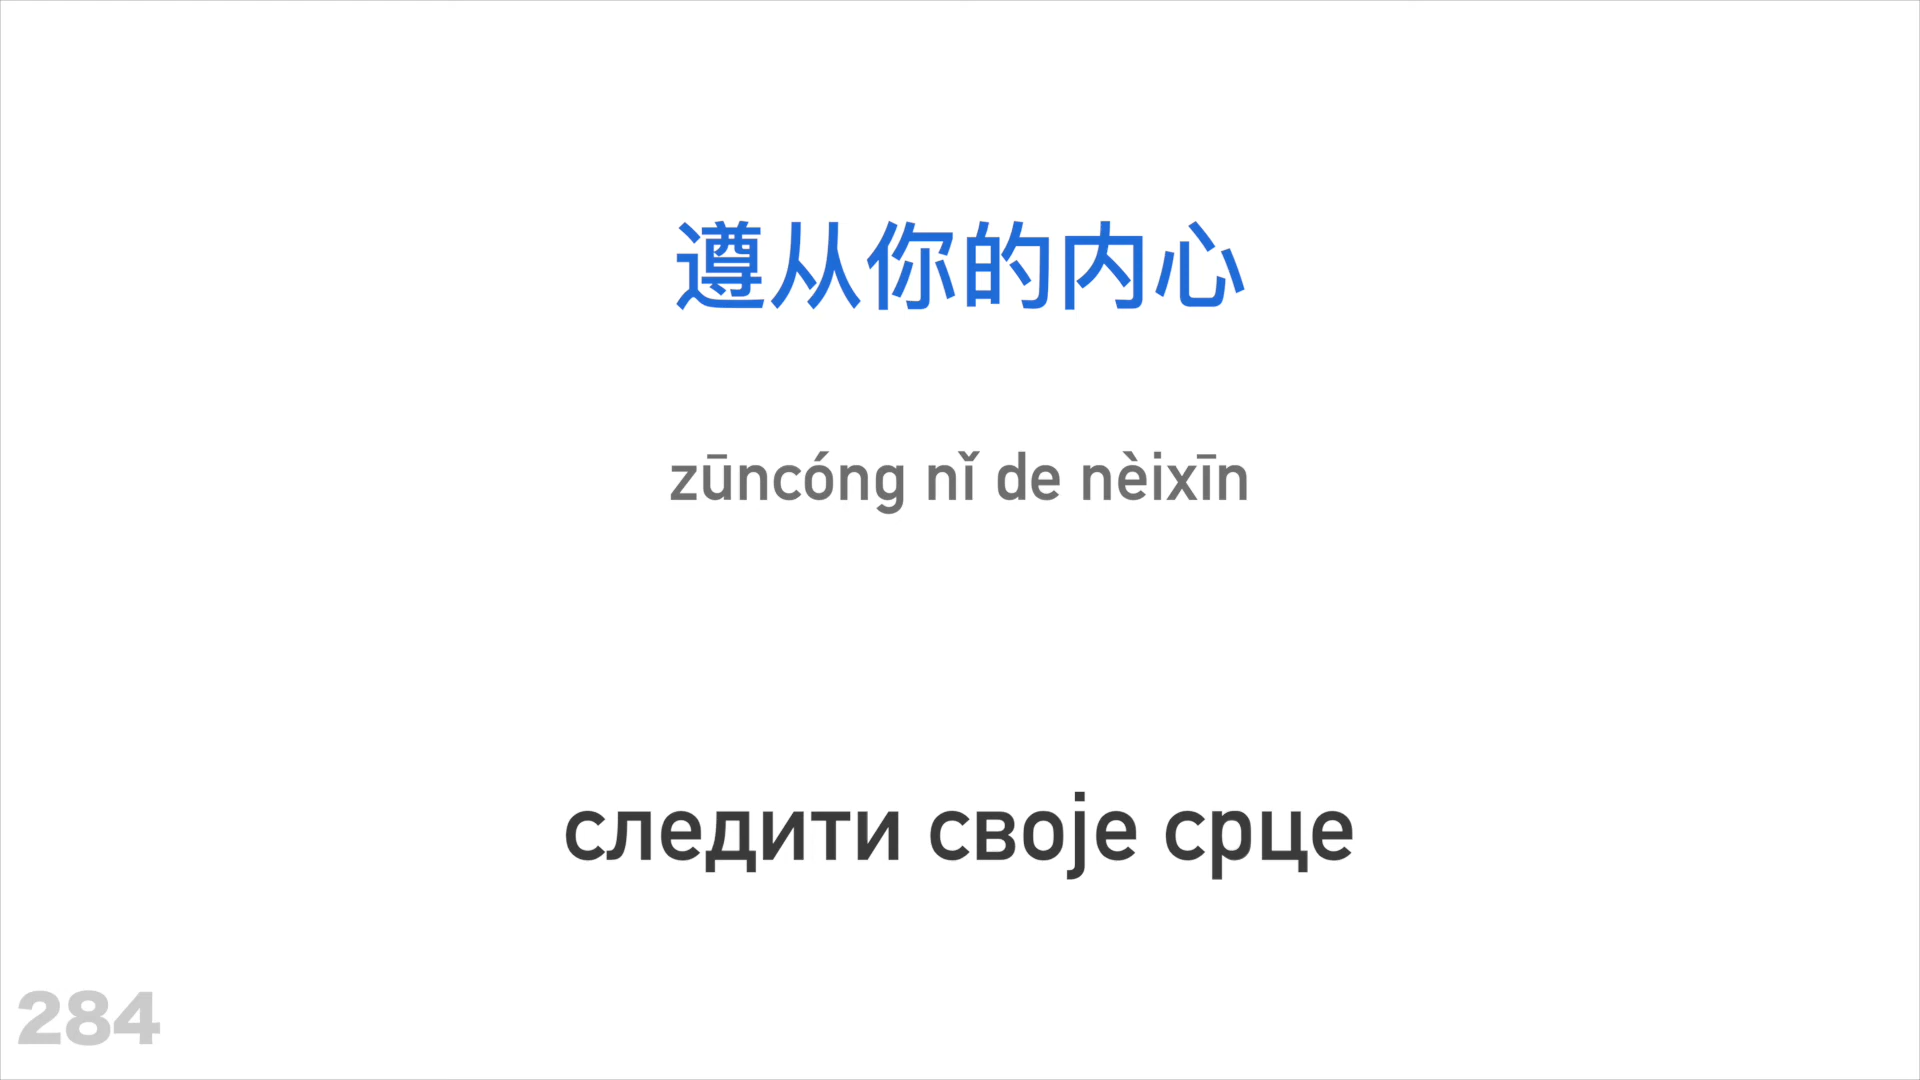 遵从你的内心
zūncóng nǐ de nèixīn
следити своје срце
284